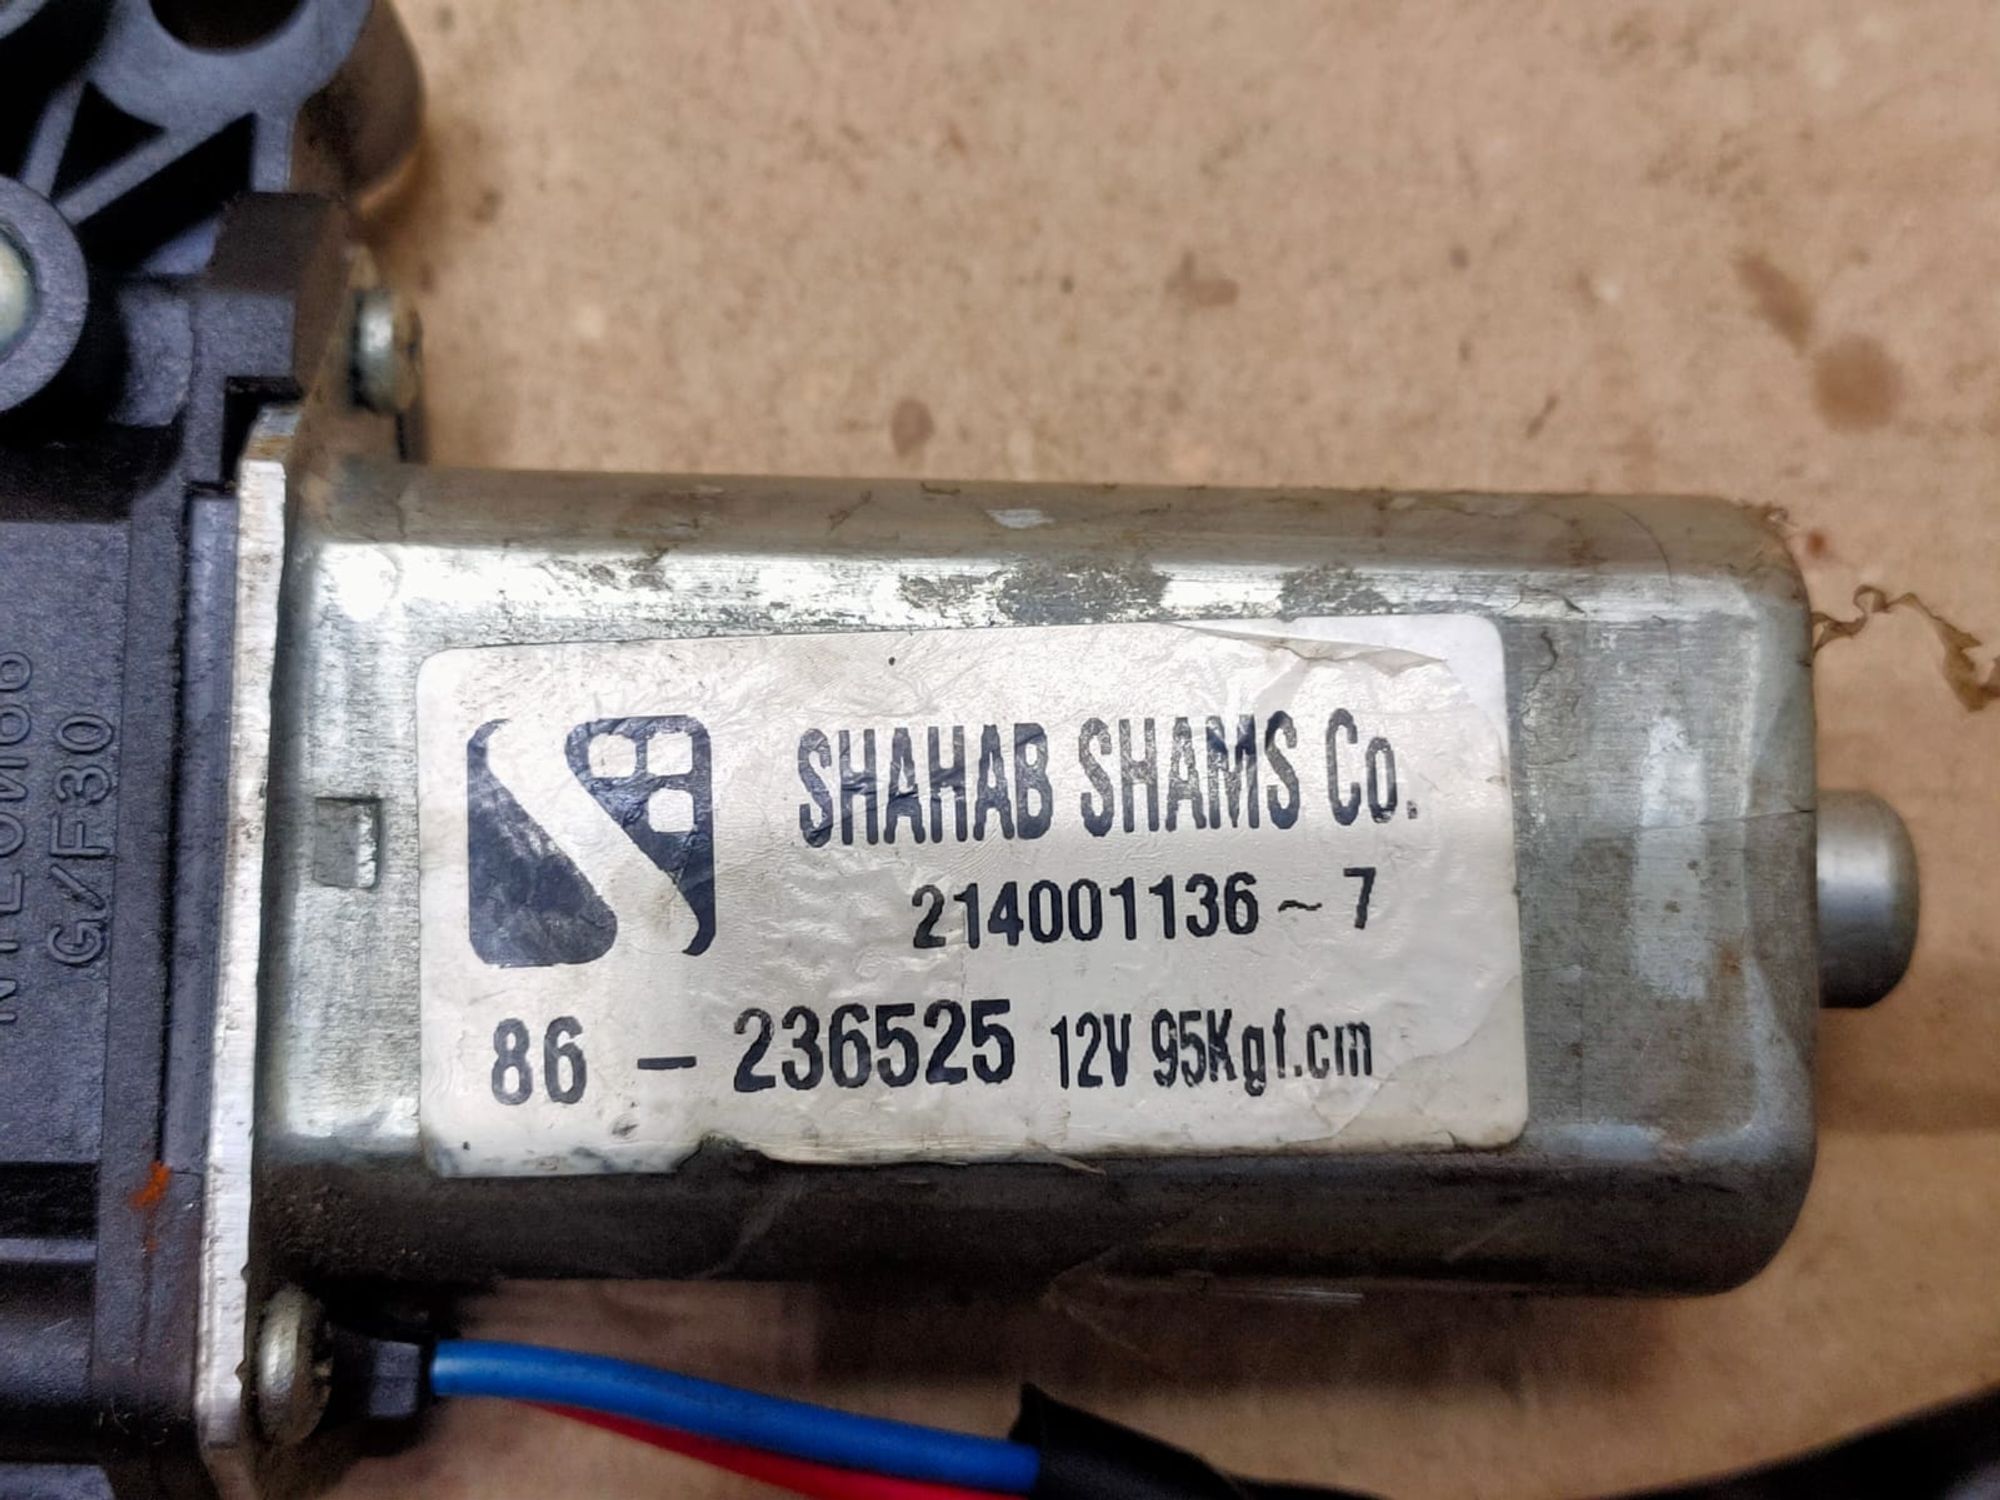 SHAHAB SHAMS Co.
214001136 ~ 7
86 – 236525 12V 95Kgf.cm
G/F30